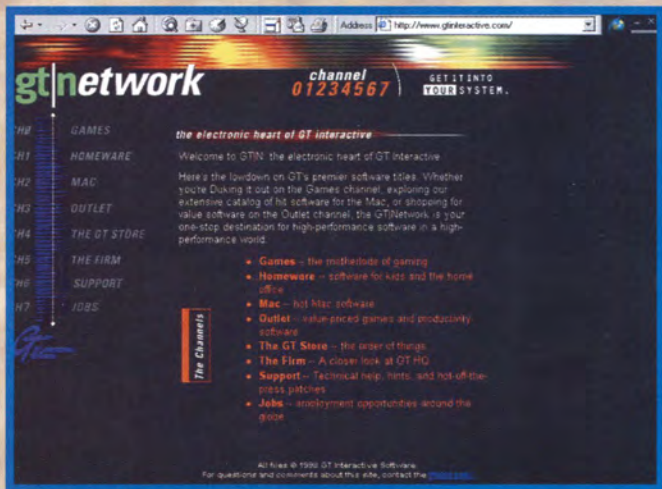 Address http://www.gtinteractive.com/
gt|network
channel
01234567
GET IT INTO
YOUR SYSTEM.
CH0 GAMES
CH1 HOMEWARE
CH2 MAC
CH3 OUTLET
CH4 THE GT STORE
CH5 THE FIRM
CH6 SUPPORT
CH7 JOBS
the electronic heart of GT interactive
Welcome to GT|N: the electronic heart of GT Interactive
Here's the lowdown on GT's premier software titles. Whether
you're Duking it out on the Games channel, exploring our
extensive catalog of hit software for the Mac, or shopping for
value software on the Outlet channel, the GT|Network is your
one-stop destination for high-performance software in a high-
performance world.
The Channels
• Games -- the motherlode of gaming
• Homeware -- software for kids and the home
office
• Mac -- hot Mac software
• Outlet -- value-priced games and productivity
software
• The GT Store -- the order of things
• The Firm -- A closer look at GT HQ
• Support -- Technical help, hints, and hot-off-the-
press patches
• Jobs -- employment opportunities around the
globe
All files © 1998 GT Interactive Software.
For questions and comments about this site, contact the